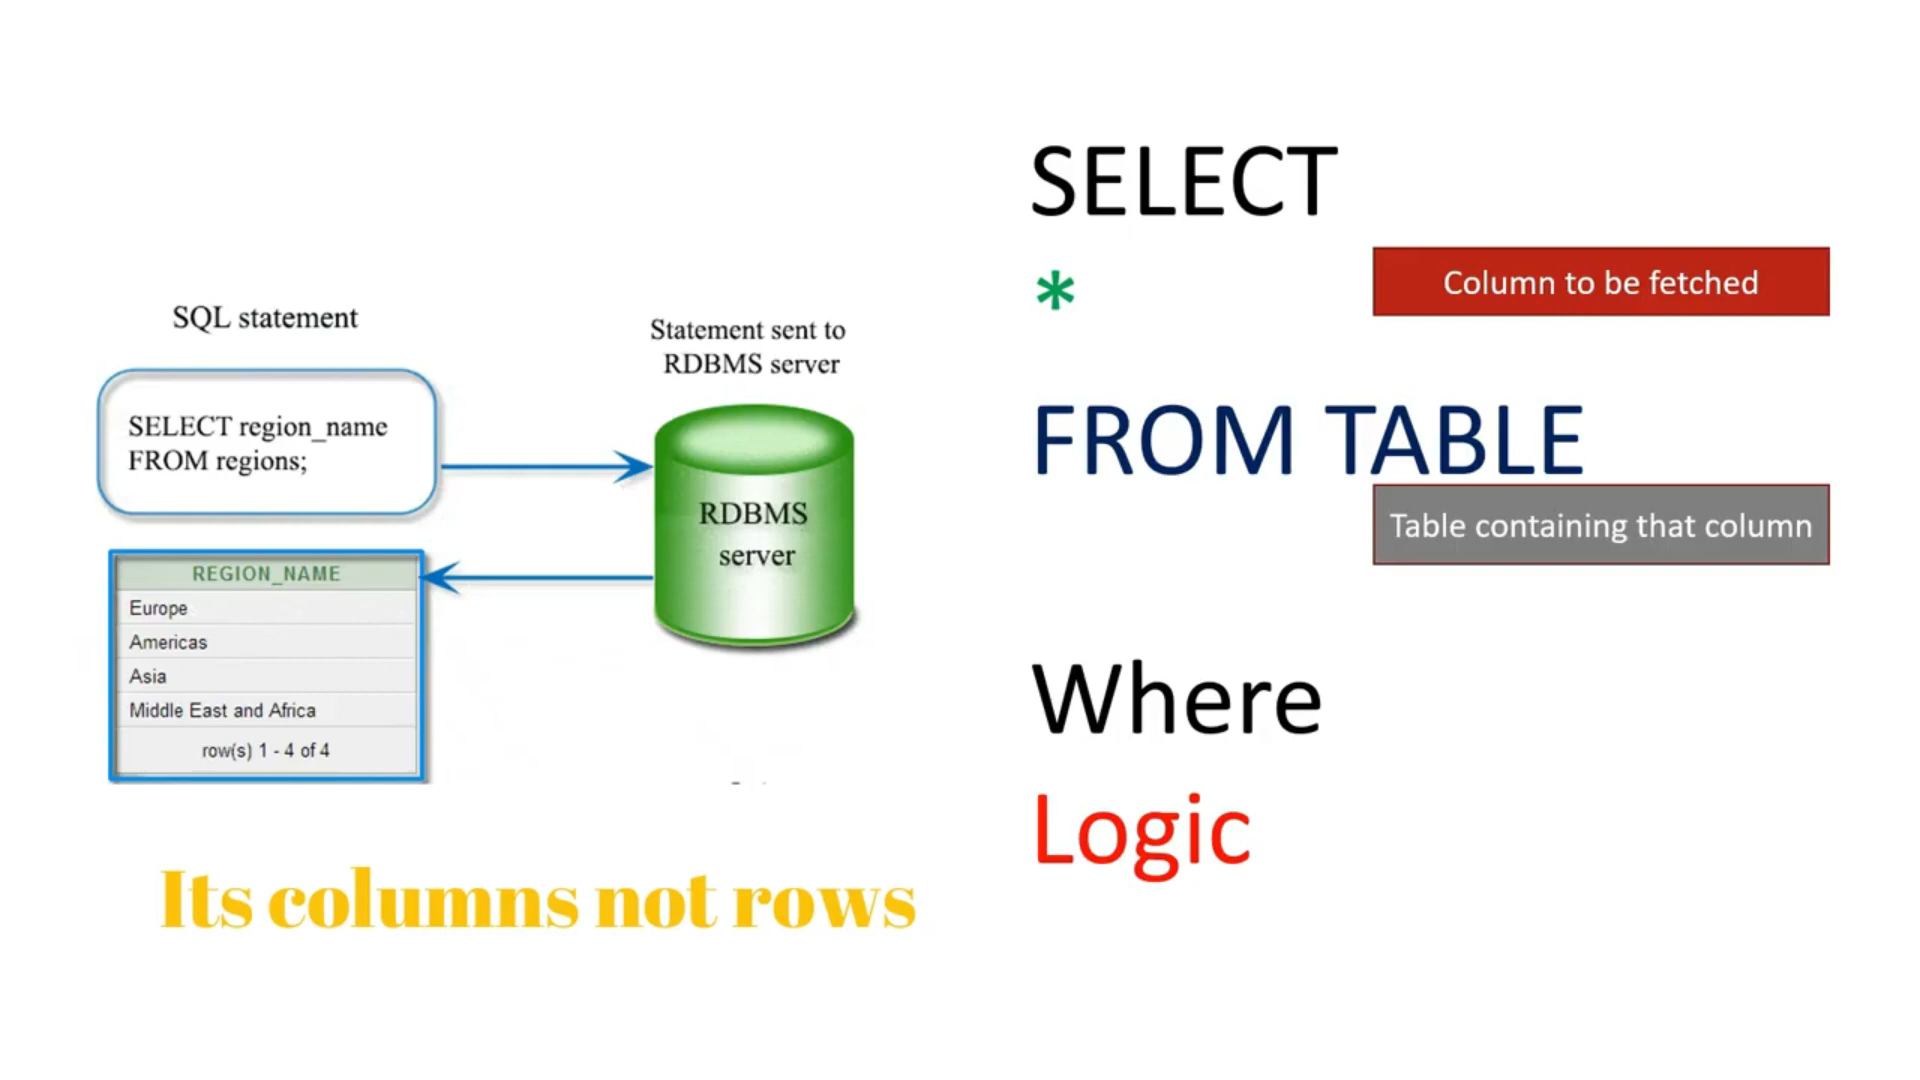 SQL statement
SELECT region_name
FROM regions;
Statement sent to
RDBMS server
RDBMS
server
REGION_NAME
Europe
Americas
Asia
Middle East and Africa
row(s) 1 - 4 of 4
Its columns not rows
SELECT
*
Column to be fetched
FROM TABLE
Table containing that column
Where
Logic